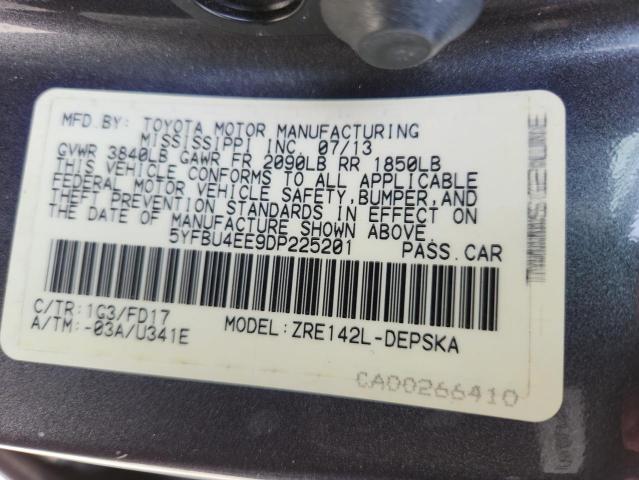 MFD.BY: TOYOTA MOTOR MANUFACTURING
MISSISSIPPI INC 07/13
GVWR 3840LB GAWR FR 2090LB RR 1850LB
THIS VEHICLE CONFORMS TO ALL APPLICABLE
FEDERAL MOTOR VEHICLE SAFETY,BUMPER,AND
THEFT PREVENTION STANDARDS IN EFFECT ON
THE DATE OF MANUFACTURE SHOWN ABOVE.
5YFBU4EE9DP225201 PASS.CAR
C/TR:1G3/FD17
A/TM:-03A/U341E
MODEL:ZRE142L-DEPSKA
CA00266410